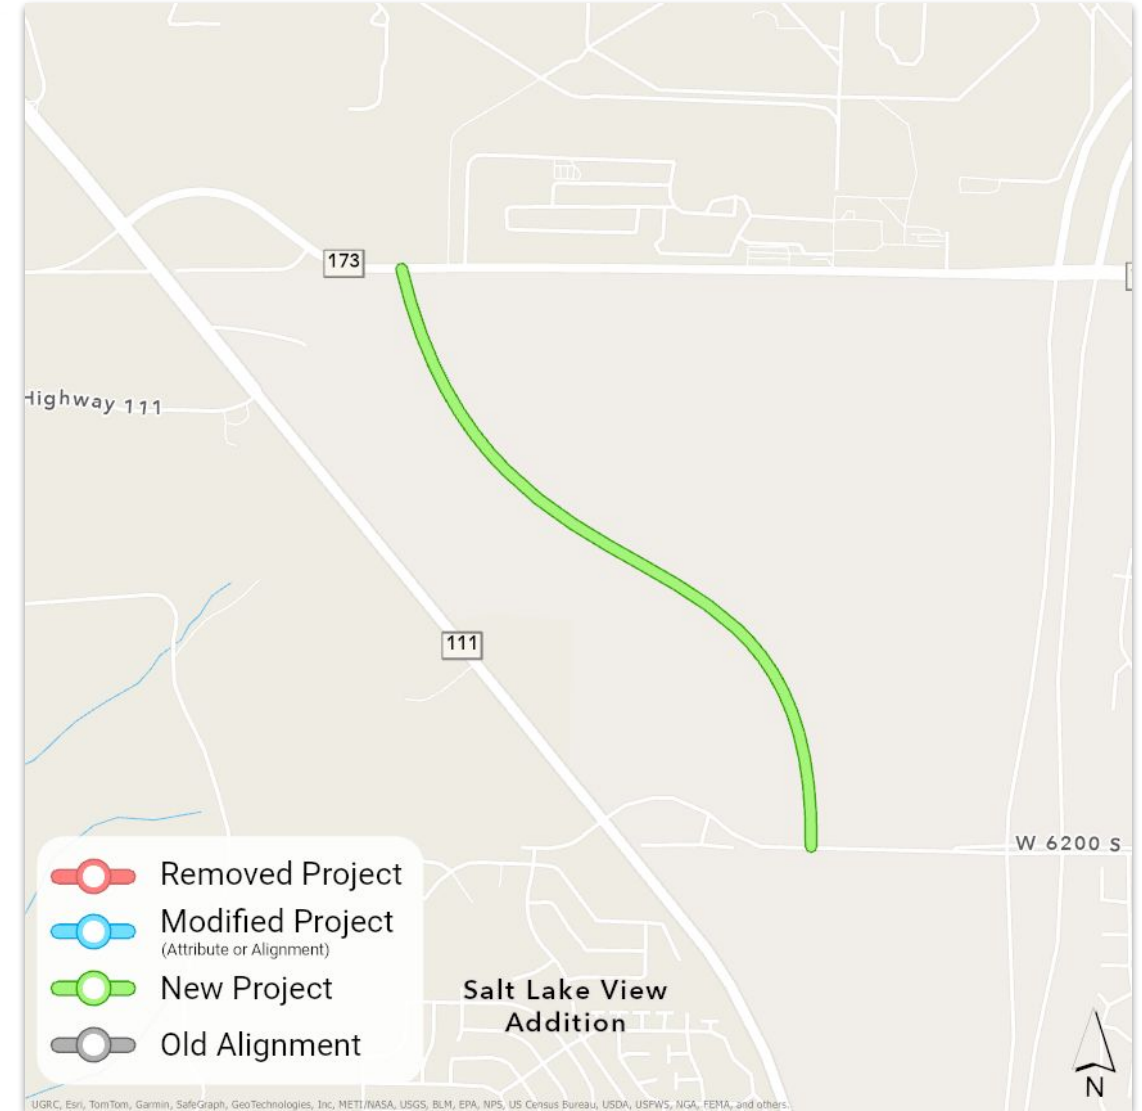 173
Highway 111
111
W 6200 S
Removed Project
Modified Project
(Attribute or Alignment)
New Project
Old Alignment
Salt Lake View
Addition
N
UGRC, Esri, TomTom, Garmin, SafeGraph, GeoTechnologies, Inc, METI/NASA, USGS, BLM, EPA, NPS, US Census Bureau, USDA, USFWS, NGA, FEMA, and others.